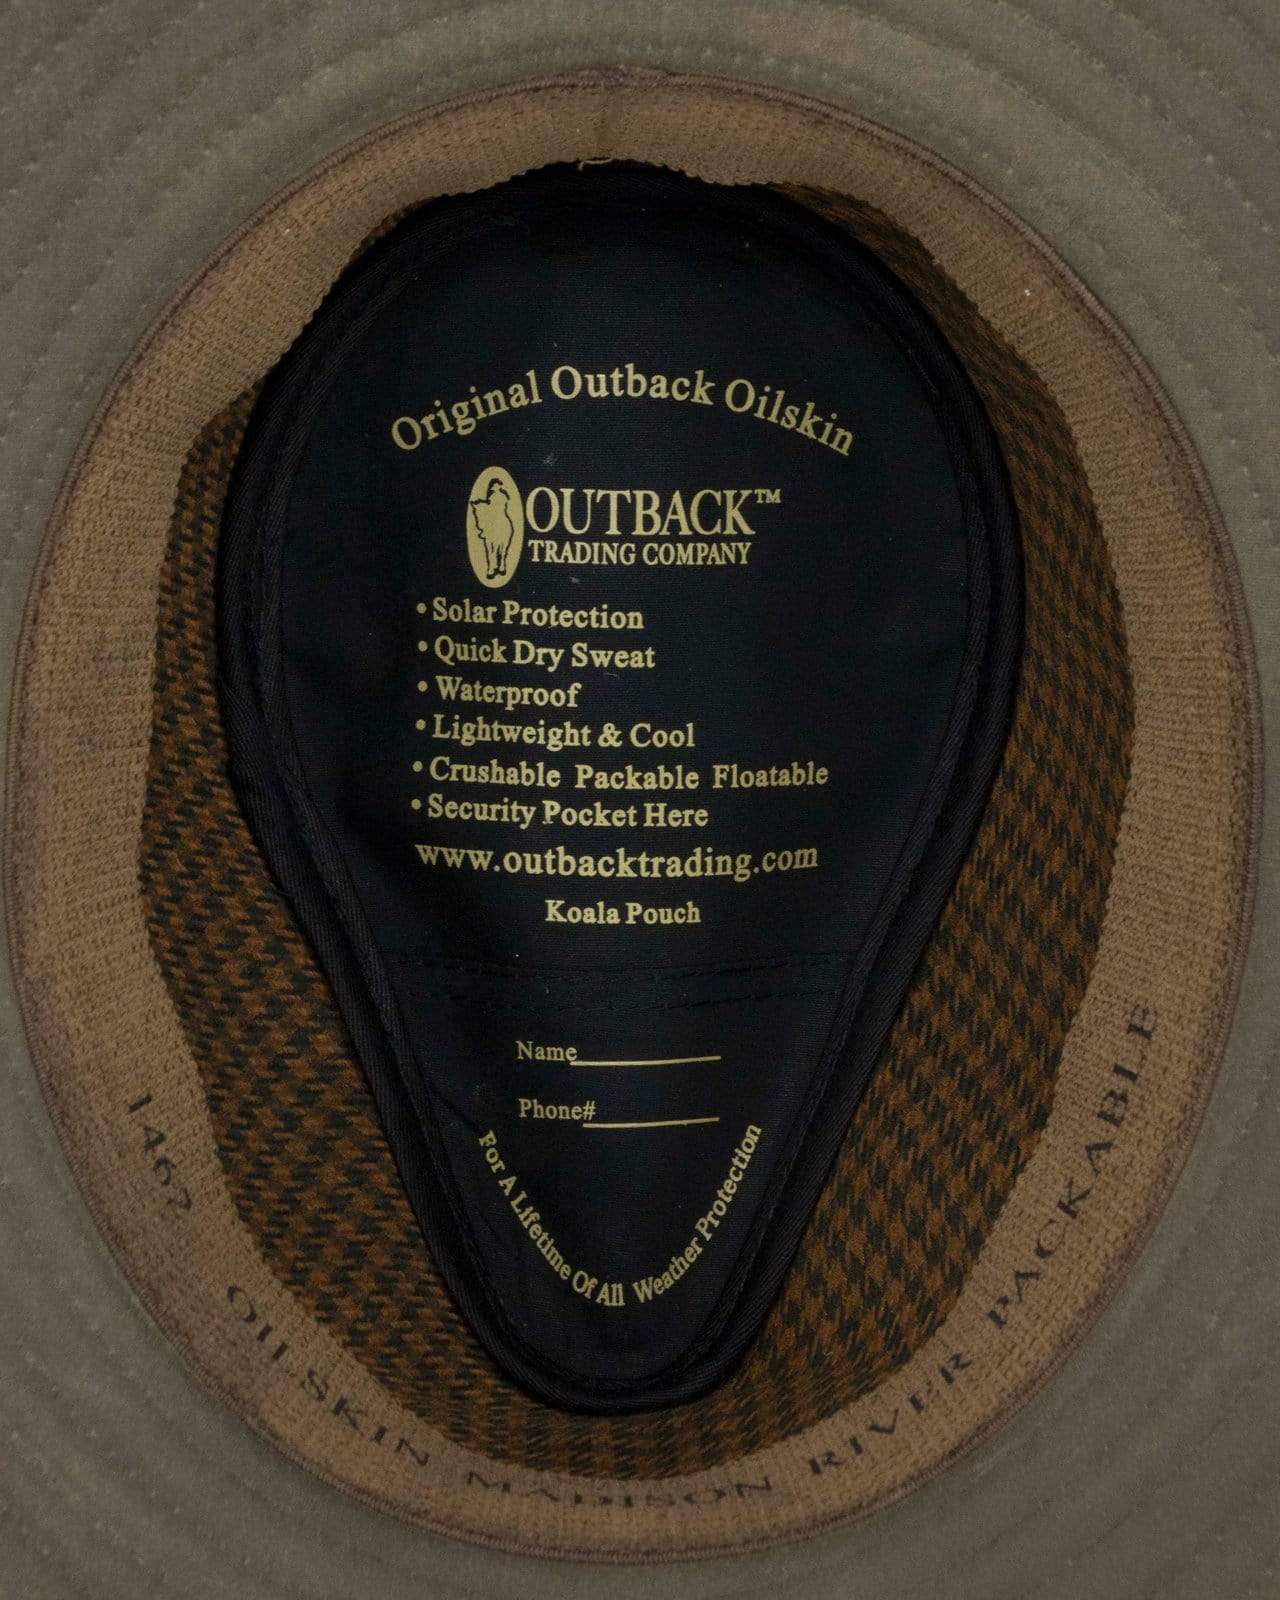 Original Outback Oilskin
OUTBACK™
TRADING COMPANY
• Solar Protection
• Quick Dry Sweat
• Waterproof
• Lightweight & Cool
• Crushable Packable Floatable
• Security Pocket Here
www.outbacktrading.com
Koala Pouch
Name
Phone#
For A Lifetime Of All Weather Protection
1467 OILSKIN MADISON RIVER PACKABLE